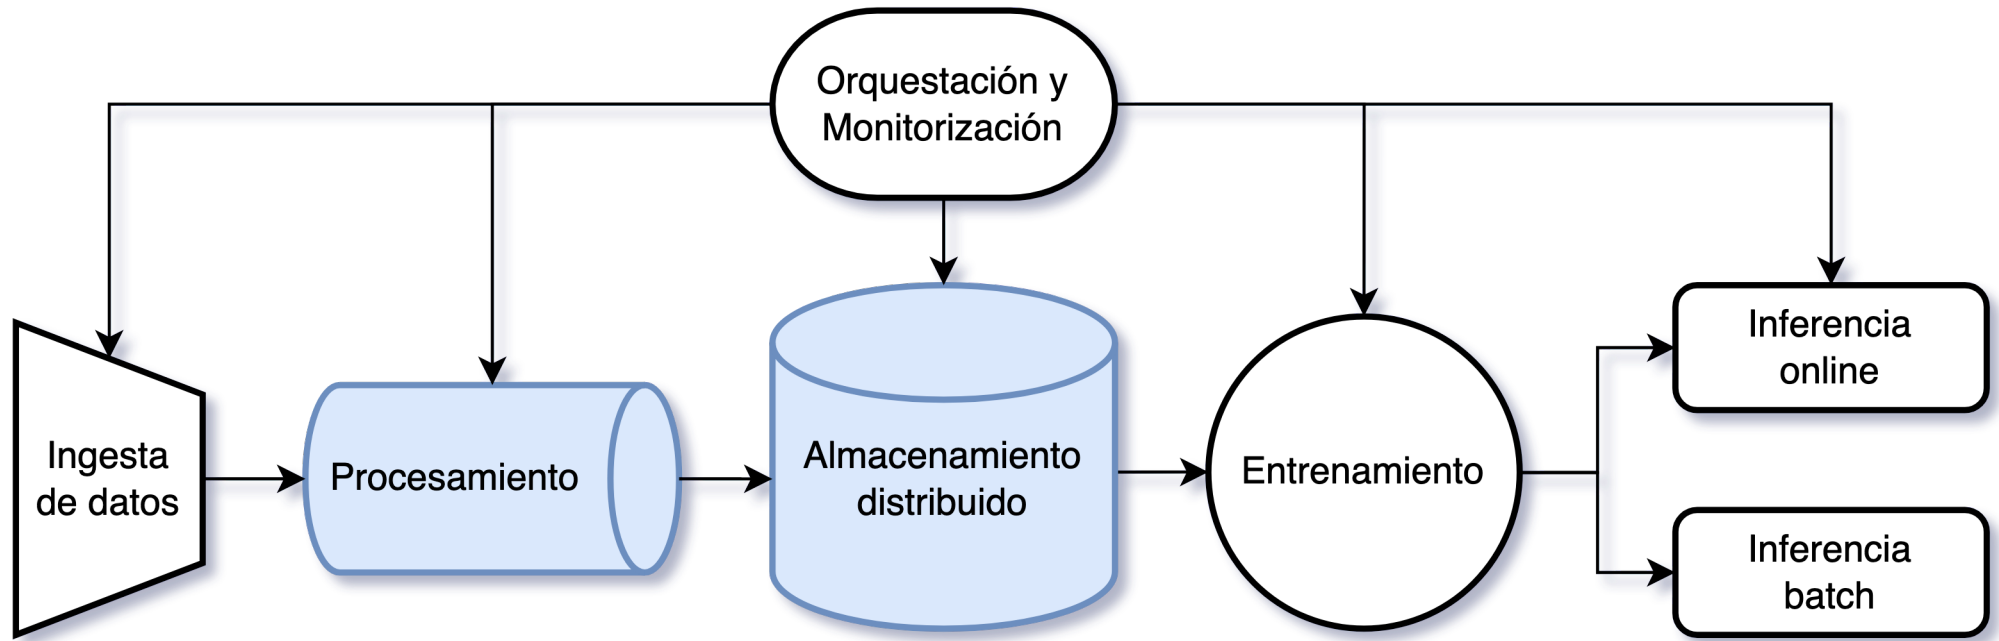 Orquestación y
Monitorización
Ingesta
de datos
Procesamiento
Almacenamiento
distribuido
Entrenamiento
Inferencia
online
Inferencia
batch